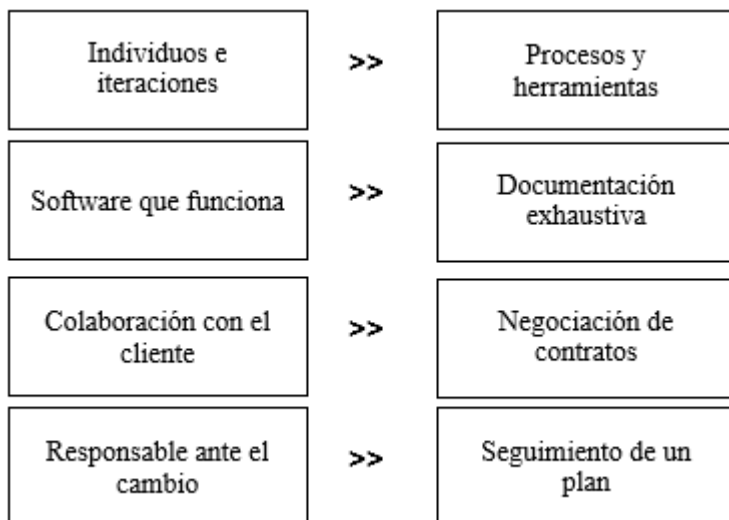 Individuos e
iteraciones
>>
Procesos y
herramientas
Software que funciona
>>
Documentación
exhaustiva
Colaboración con el
cliente
>>
Negociación de
contratos
Responsable ante el
cambio
>>
Seguimiento de un
plan